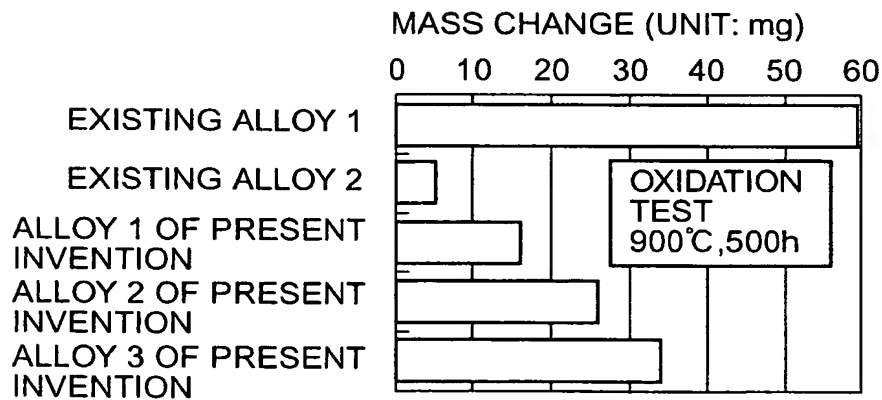 MASS CHANGE (UNIT: mg)
0 10 20 30 40 50 60
EXISTING ALLOY 1
EXISTING ALLOY 2
OXIDATION
TEST
900℃,500h
ALLOY 1 OF PRESENT
INVENTION
ALLOY 2 OF PRESENT
INVENTION
ALLOY 3 OF PRESENT
INVENTION